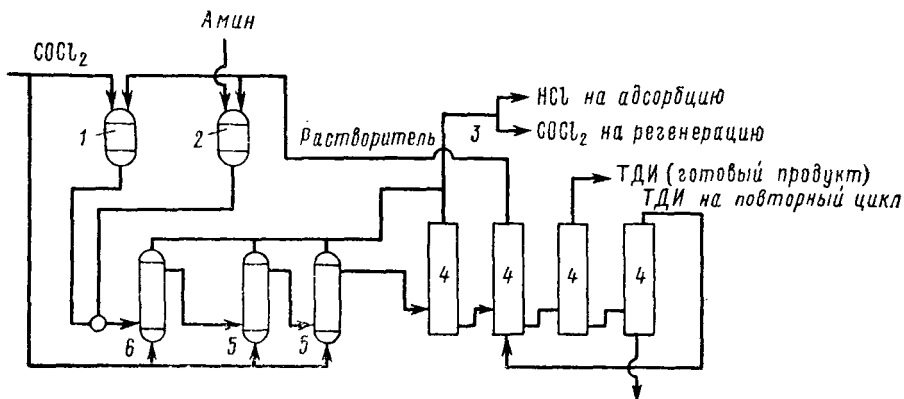 Амин
COCl₂
HCl на адсорбцию
1
2
Растворитель
3
COCl₂ на регенерацию
ТДИ (готовый продукт)
ТДИ на повторный цикл
4
4
4
4
6
5
5